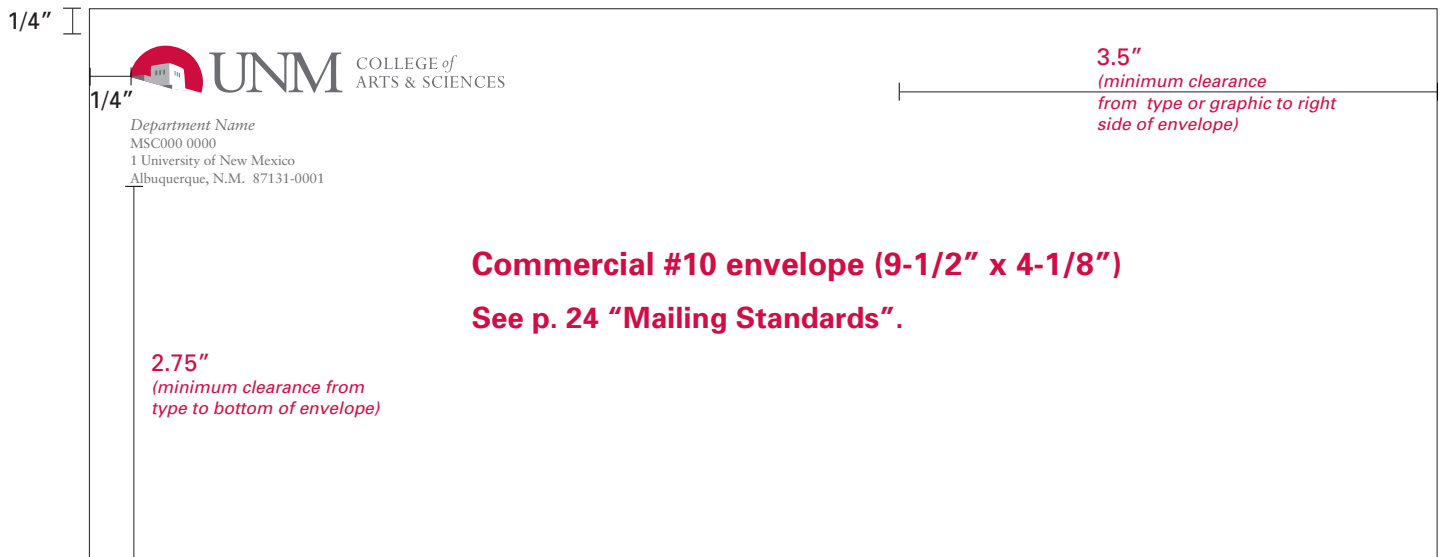 1/4”
UNM
COLLEGE of
ARTS & SCIENCES
1/4”
Department Name
MSC000 0000
1 University of New Mexico
Albuquerque, N.M.  87131-0001
3.5”
(minimum clearance
from  type or graphic to right
side of envelope)
Commercial #10 envelope (9-1/2” x 4-1/8”)
See p. 24 “Mailing Standards”.
2.75”
(minimum clearance from
type to bottom of envelope)